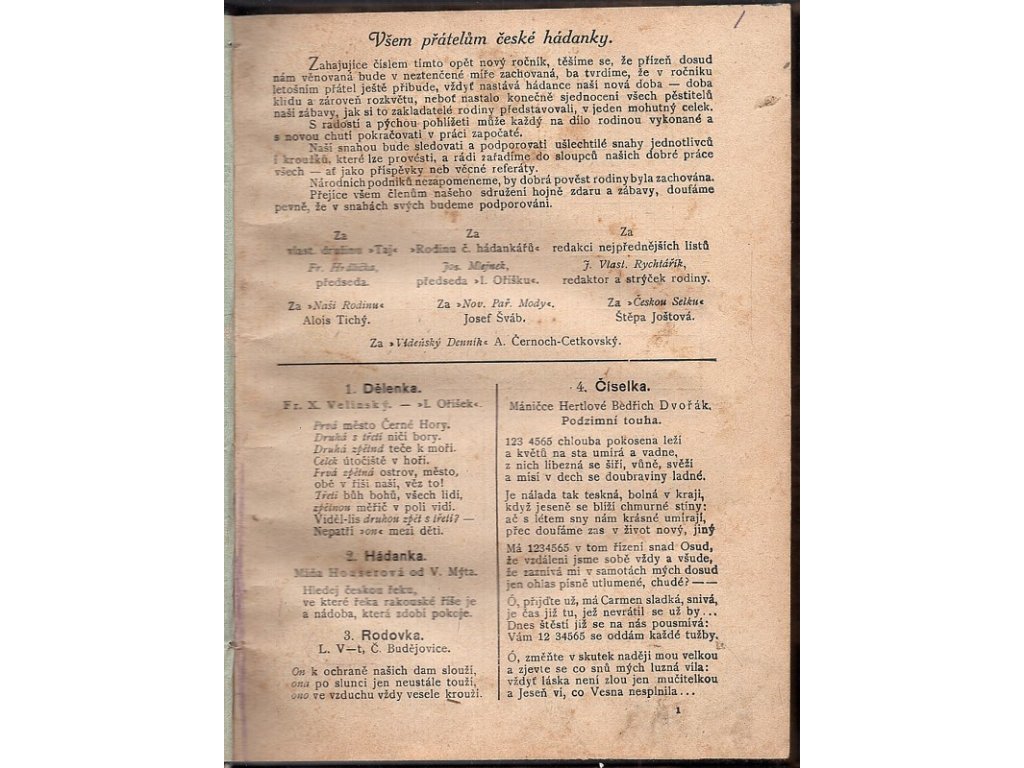 Všem přátelům české hádanky.
Zahajujíce číslem tímto opět nový ročník, těšíme se, že přízeň dosud
nám věnovaná bude v neztenčené míře zachovaná, ba tvrdíme, že v ročníku
letošním přátel ještě přibude, vždyť nastává hádance naší nová doba — doba
klidu a zároveň rozkvětu, neboť nastalo konečně sjednocení všech pěstitelů
naší zábavy, jak si to zakladatelé rodiny představovali, v jeden mohutný celek.
S radostí a pýchou pohlížeti může každý na dílo rodinou vykonané a
s novou chutí pokračovati v práci započaté.
Naší snahou bude sledovati a podporovati ušlechtilé snahy jednotlivců
i kroužků, které lze provésti, a rádi zařadíme do sloupců našich dobré práce
všech — ať jako příspěvky neb věcné referáty.
Národních podniků nezapomeneme, by dobrá pověst rodiny byla zachována.
Přejíce všem členům našeho sdružení hojně zdaru a zábavy, doufáme
pevně, že v snahách svých budeme podporováni.
Za Za Za
vlast. družinu »Taj« »Rodinu č. hádankářů« redakci nejpřednějších listů
Fr. Hrdlička, Jos. Mlejnek, J. Vlast. Rychtářík,
předseda. předseda »I. Oříšku«. redaktor a strýček rodiny.
Za »Naši Rodinu« Za »Nov. Pař. Mody«. Za »Českou Selku«
Alois Tichý. Josef Šváb. Štěpa Joštová.
Za »Vídeňský Denník« A. Černoch-Cetkovský.
1. Dělenka.
Fr. X. Velinský. — »I. Oříšek«.
Prvá město Černé Hory.
Druhá s třetí ničí bory.
Druhá zpětná teče k moři.
Celek útočiště v hoři.
Prvá zpětná ostrov, město,
obě v říši naší, věz to!
Třetí bůh bohů, všech lidí,
zpětnou měřič v poli vidí.
Viděl-lis druhou zpět s třetí? —
Nepatří »on« mezi děti.
2. Hádanka.
Máňa Houserová od V. Mýta.
Hledej českou řeku,
ve které řeka rakouské říše je
a nádoba, která zdobí pokoje.
3. Rodovka.
L. V—t, Č. Budějovice.
On k ochraně našich dam slouží,
ona po slunci jen neustále touží,
ono ve vzduchu vždy vesele krouží.
4. Číselka.
Máničce Hertlové Bedřich Dvořák.
Podzimní touha.
123 4565 chlouba pokosena leží
a květů na sta umírá a vadne,
z nich líbezná se šíří, vůně, svěží
a mísí v dech se doubraviny ladné.
Je nálada tak teskná, bolná v kraji,
když jeseně se blíží chmurné stíny:
ač s létem sny nám krásné umírají,
přec doufáme zas v život nový, jiný
Má 1234565 v tom řízení snad Osud,
že vzdáleni jsme sobě vždy a všude,
že zaznívá mi v samotách mých dosud
jen ohlas písně utlumené, chudé? — —
Ó, přijďte už, má Carmen sladká, snivá,
je čas již tu, jež nevrátil se už by...
Dnes štěstí již se na nás pousmívá:
Vám 12 34565 se oddám každé tužby.
Ó, změňte v skutek naději mou velkou
a zjevte se co snů mých luzná víla:
vždyť láska není zlou jen mučitelkou
a Jeseň ví, co Vesna nesplnila...
1